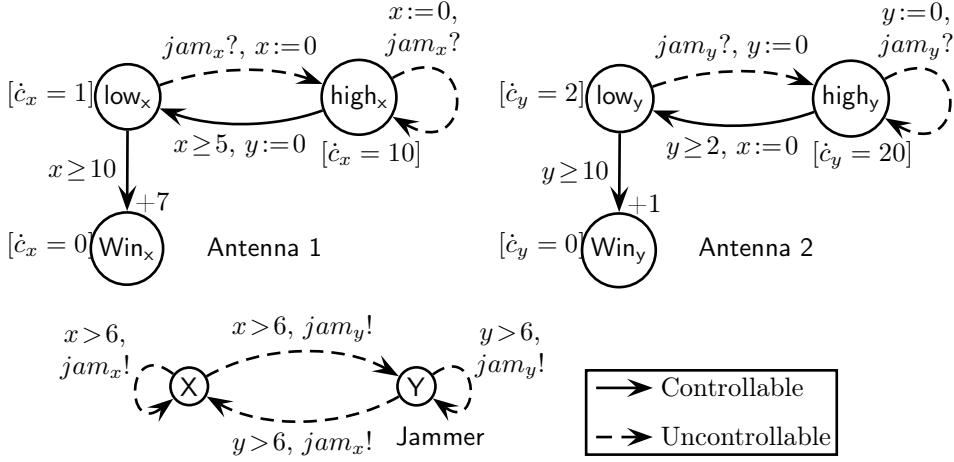 x:=0,
jam_x?
jam_x?, x:=0
[ċ_x = 1]
low_x
high_x
x≥5, y:=0
[ċ_x = 10]
x≥10
+7
[ċ_x = 0]
Win_x
Antenna 1
y:=0,
jam_y?
jam_y?, y:=0
[ċ_y = 2]
low_y
high_y
y≥2, x:=0
[ċ_y = 20]
y≥10
+1
[ċ_y = 0]
Win_y
Antenna 2
x>6,
jam_x!
x>6, jam_y!
y>6,
jam_y!
X
Y
y>6, jam_x!
Jammer
Controllable
Uncontrollable